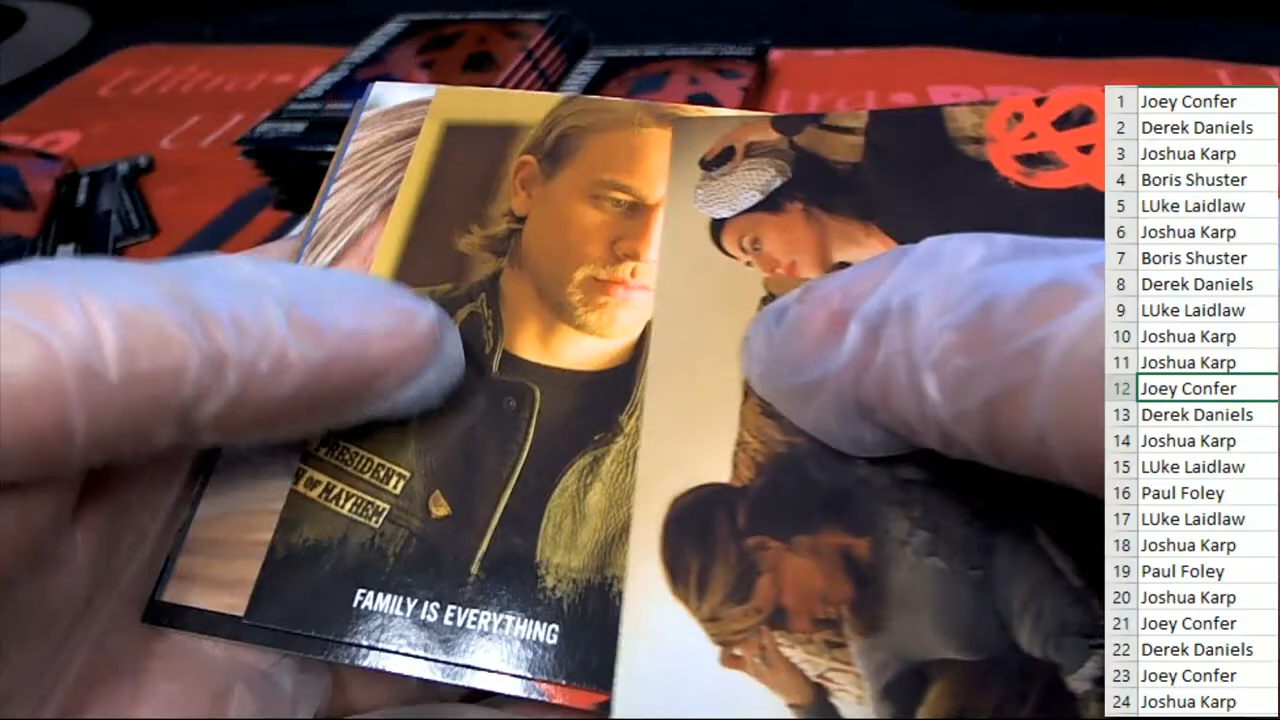 Ultra
PRESIDENT
OF MAYHEM
FAMILY IS EVERYTHING
1 Joey Confer
2 Derek Daniels
3 Joshua Karp
4 Boris Shuster
5 LUke Laidlaw
6 Joshua Karp
7 Boris Shuster
8 Derek Daniels
9 LUke Laidlaw
10 Joshua Karp
11 Joshua Karp
12 Joey Confer
13 Derek Daniels
14 Joshua Karp
15 LUke Laidlaw
16 Paul Foley
17 LUke Laidlaw
18 Joshua Karp
19 Paul Foley
20 Joshua Karp
21 Joey Confer
22 Derek Daniels
23 Joey Confer
24 Joshua Karp